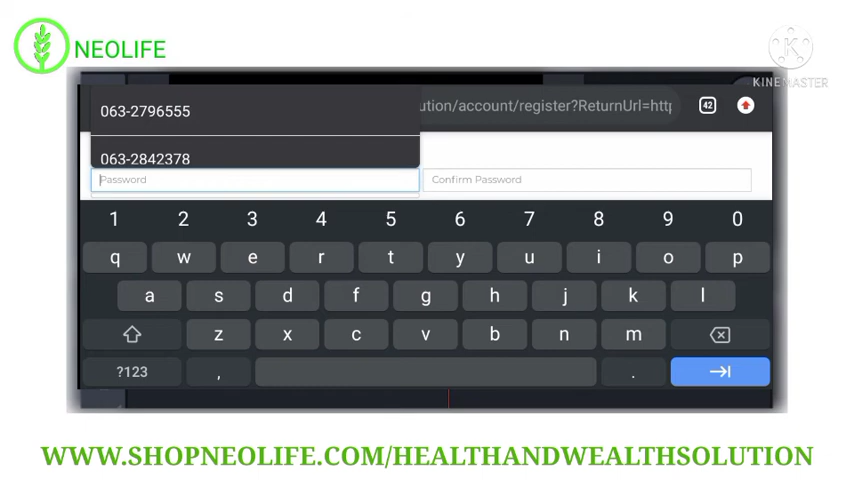 NEOLIFE
KINEMASTER
063-2796555
ution/account/register?ReturnUrl=http
42
063-2842378
Password
Confirm Password
1 2 3 4 5 6 7 8 9 0
q w e r t y u i o p
a s d f g h j k l
z x c v b n m
?123 , .
WWW.SHOPNEOLIFE.COM/HEALTHANDWEALTHSOLUTION